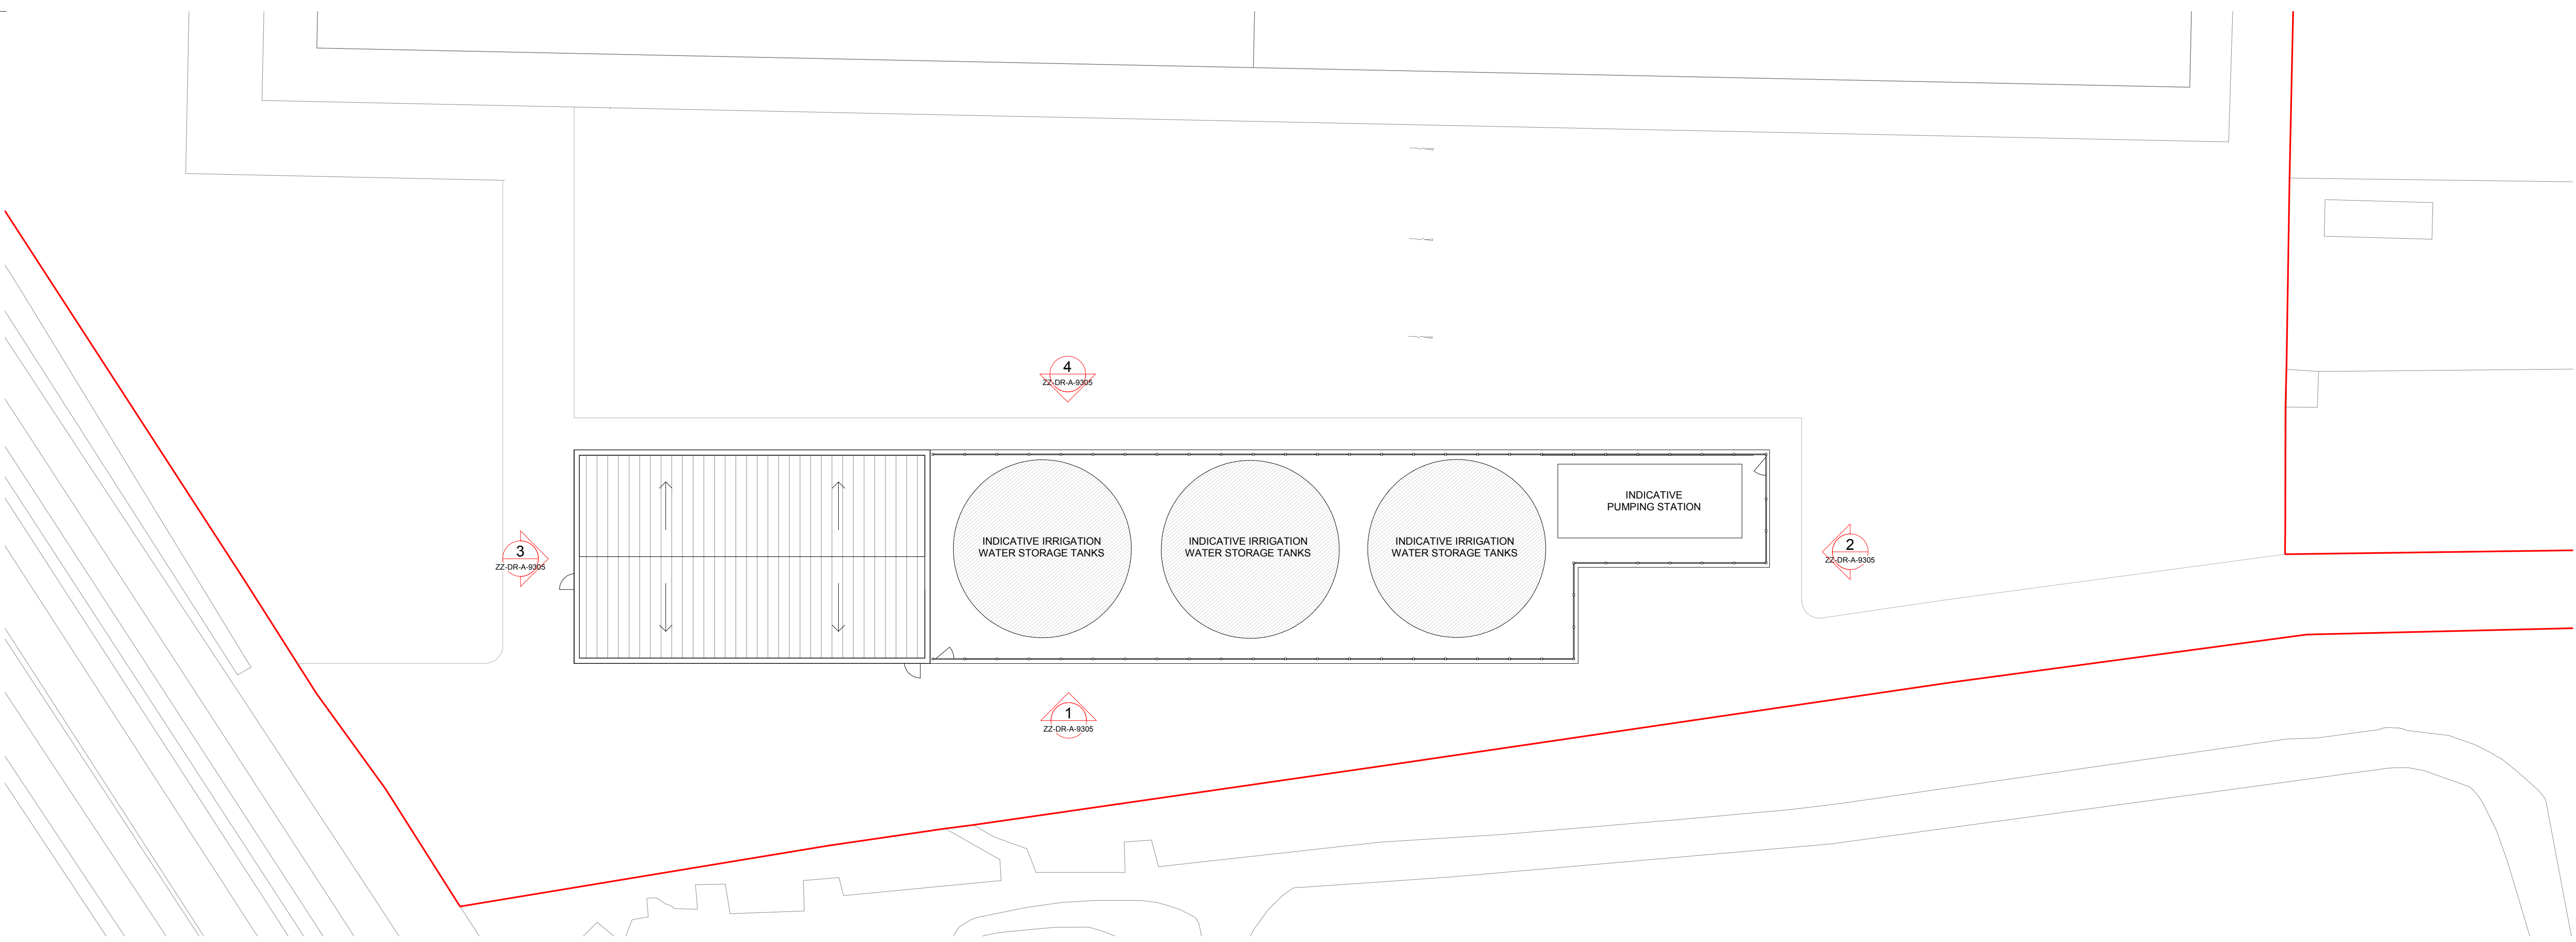 4
ZZ-DR-A-9305
INDICATIVE
PUMPING STATION
INDICATIVE IRRIGATION
WATER STORAGE TANKS
INDICATIVE IRRIGATION
WATER STORAGE TANKS
INDICATIVE IRRIGATION
WATER STORAGE TANKS
3
ZZ-DR-A-9305
2
ZZ-DR-A-9305
1
ZZ-DR-A-9305